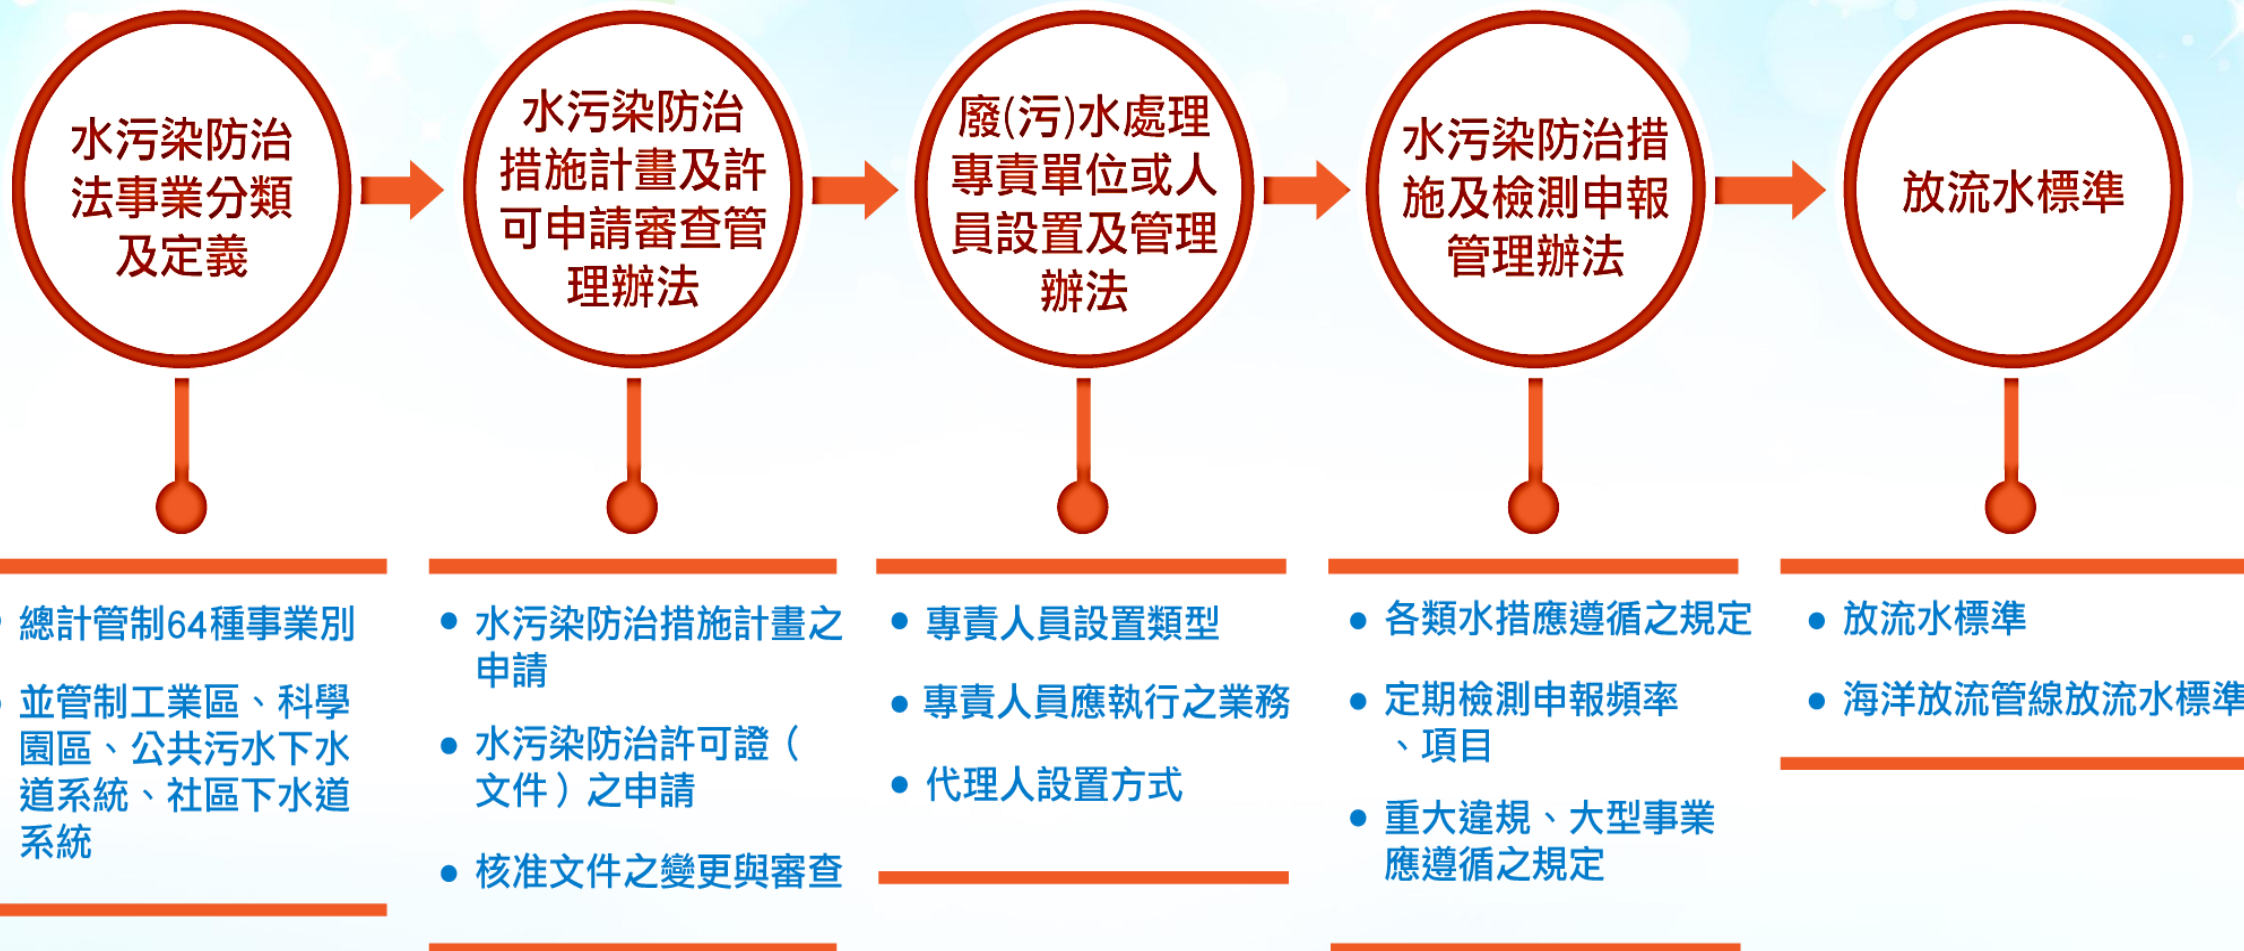 水污染防治
法事業分類
及定義
水污染防治
措施計畫及許
可申請審查管
理辦法
廢(污)水處理
專責單位或人
員設置及管理
辦法
水污染防治措
施及檢測申報
管理辦法
放流水標準
總計管制64種事業別
並管制工業區、科學
園區、公共污水下水
道系統、社區下水道
系統
● 水污染防治措施計畫之
申請
● 水污染防治許可證（
文件）之申請
● 核准文件之變更與審查
● 專責人員設置類型
● 專責人員應執行之業務
● 代理人設置方式
● 各類水措應遵循之規定
● 定期檢測申報頻率
、項目
● 重大違規、大型事業
應遵循之規定
● 放流水標準
● 海洋放流管線放流水標準